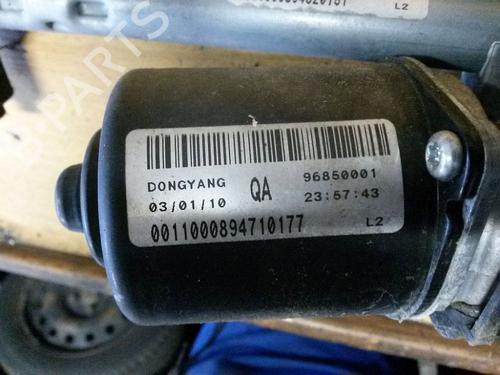 L2
DONGYANG QA 96850001
03/01/10 23:57:43
0011000894710177 L2